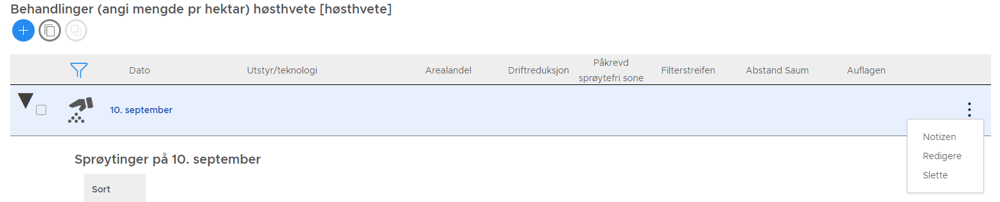 Behandlinger (angi mengde pr hektar) høsthvete [høsthvete]
Dato Utstyr/teknologi Arealandel Driftreduksjon Påkrevd sprøytefri sone Filterstreifen Abstand Saum Auflagen
10. september
Notizen
Redigere
Slette
Sprøytinger på 10. september
Sort